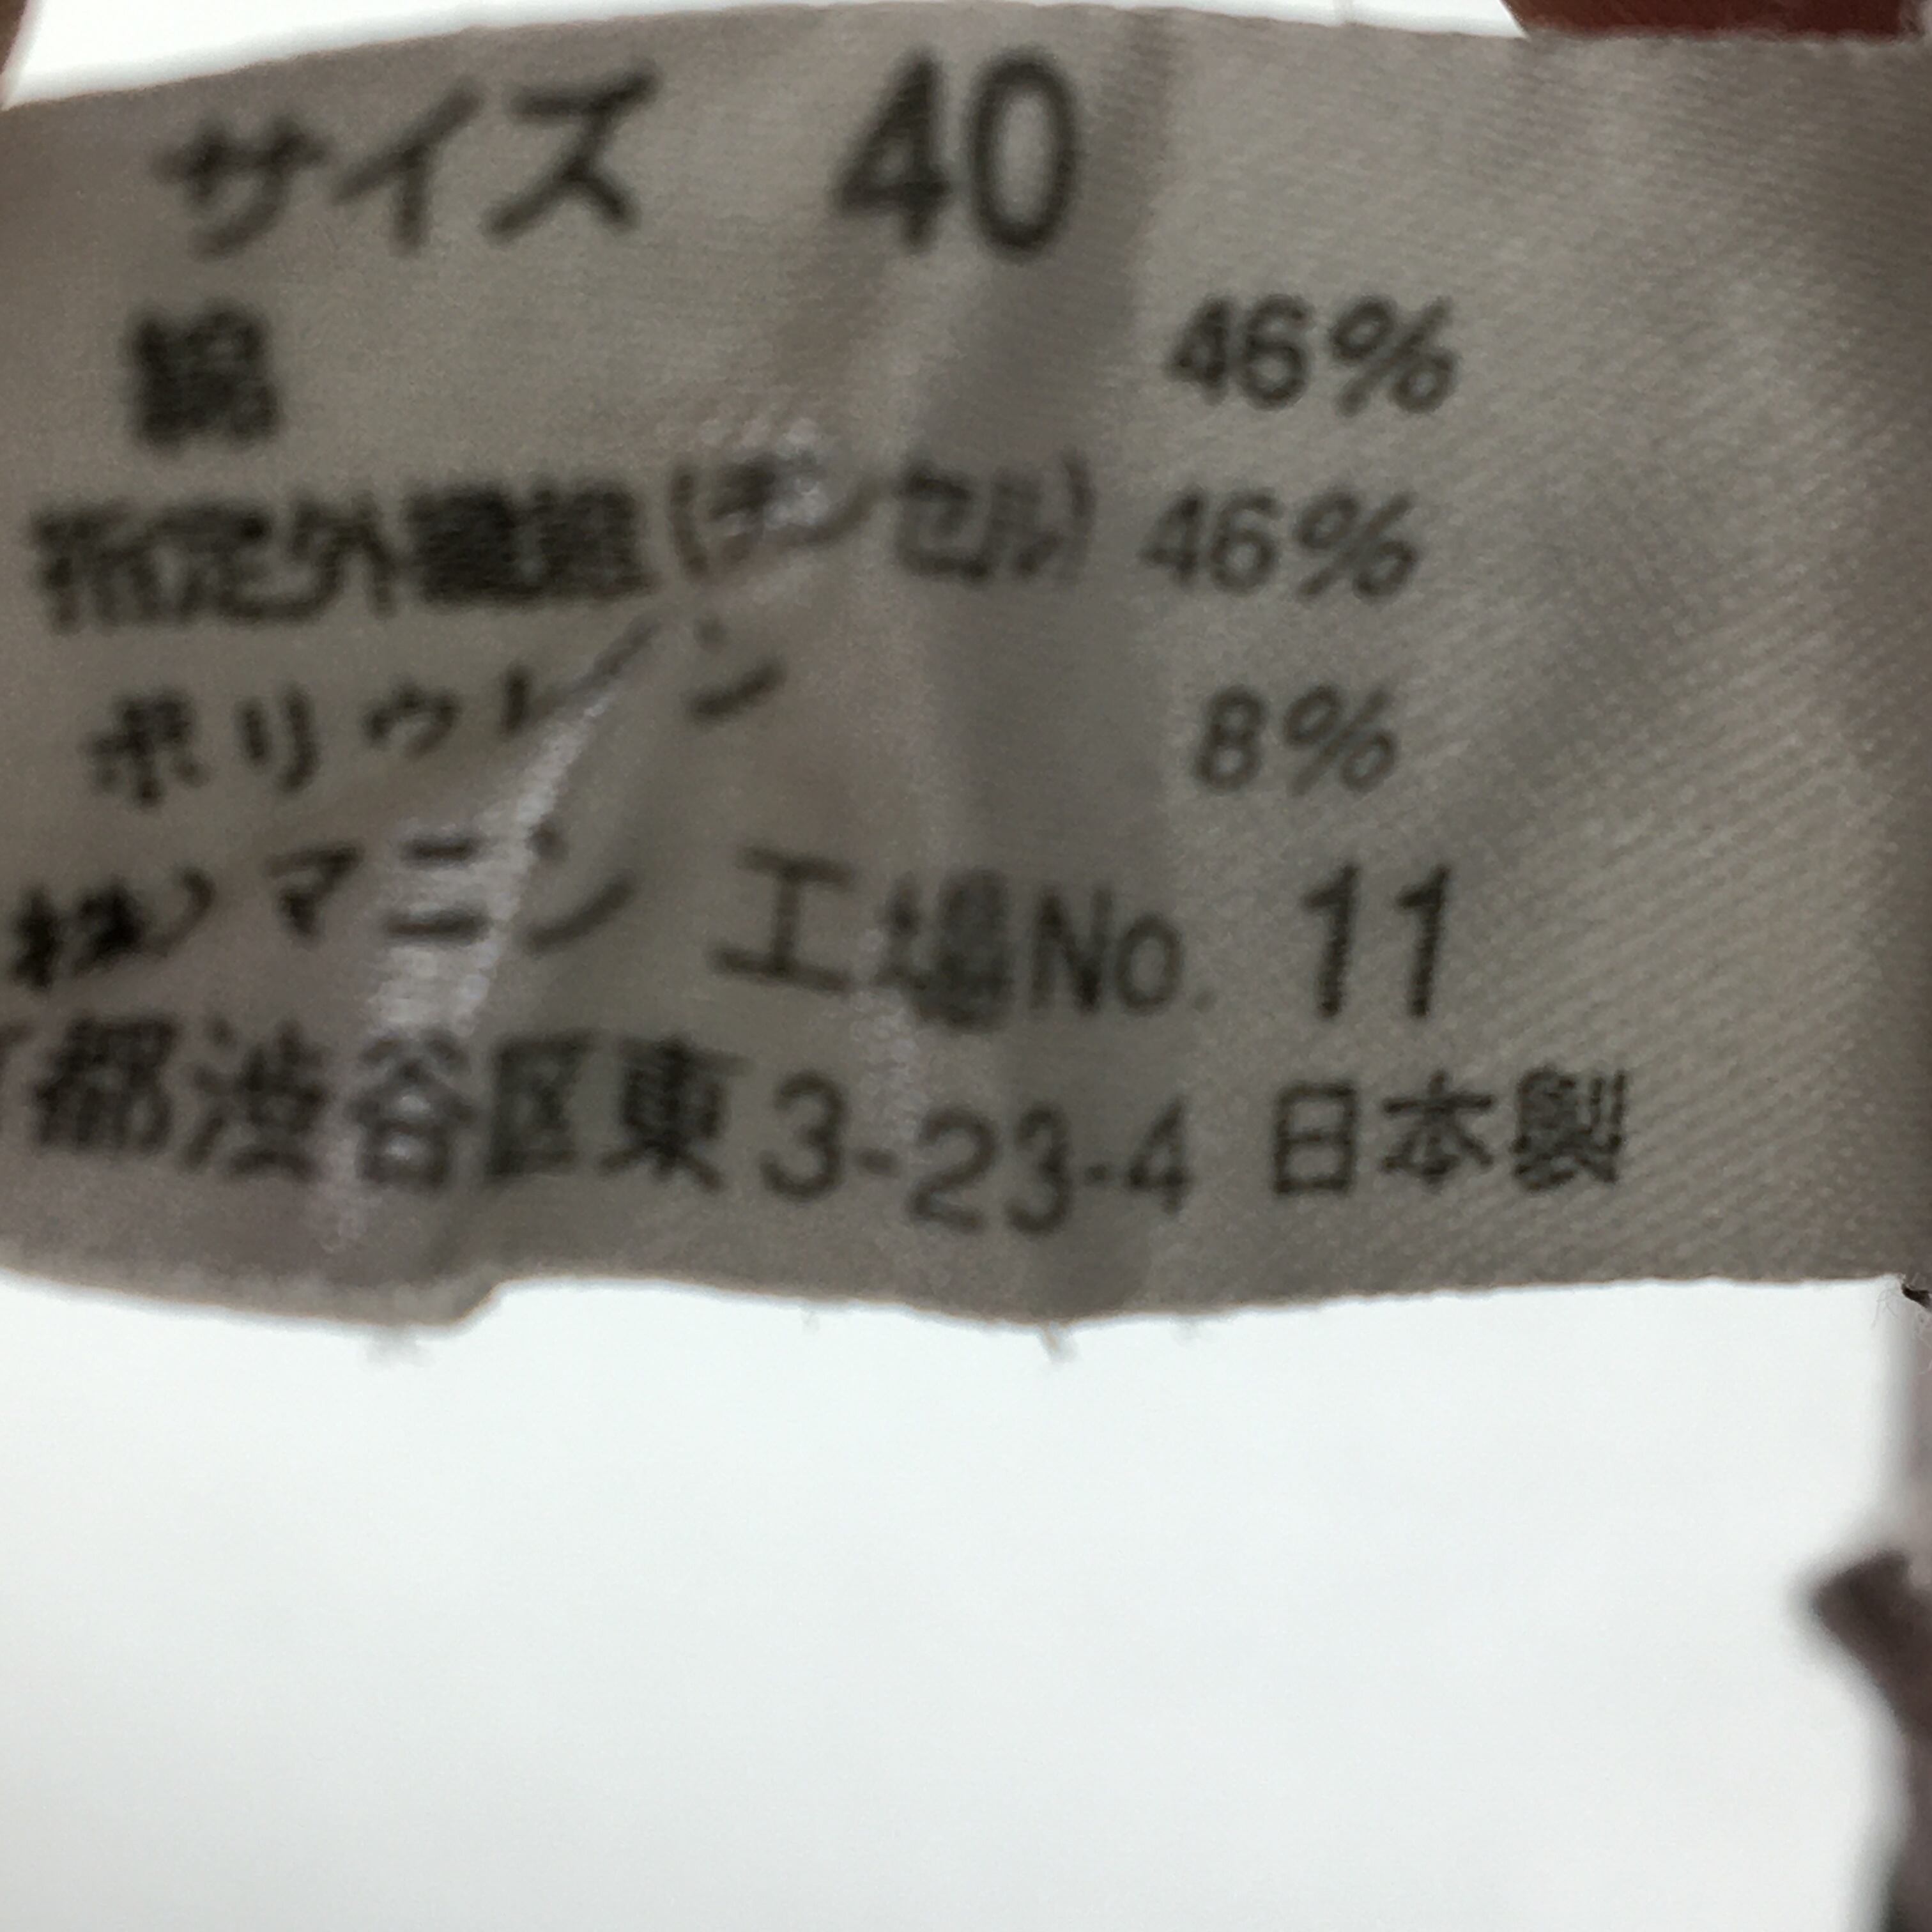 サイズ 40
綿 46%
指定外繊維(テンセル) 46%
ポリウレタン 8%
㈱マニン 工場No. 11
都渋谷区東3-23-4 日本製